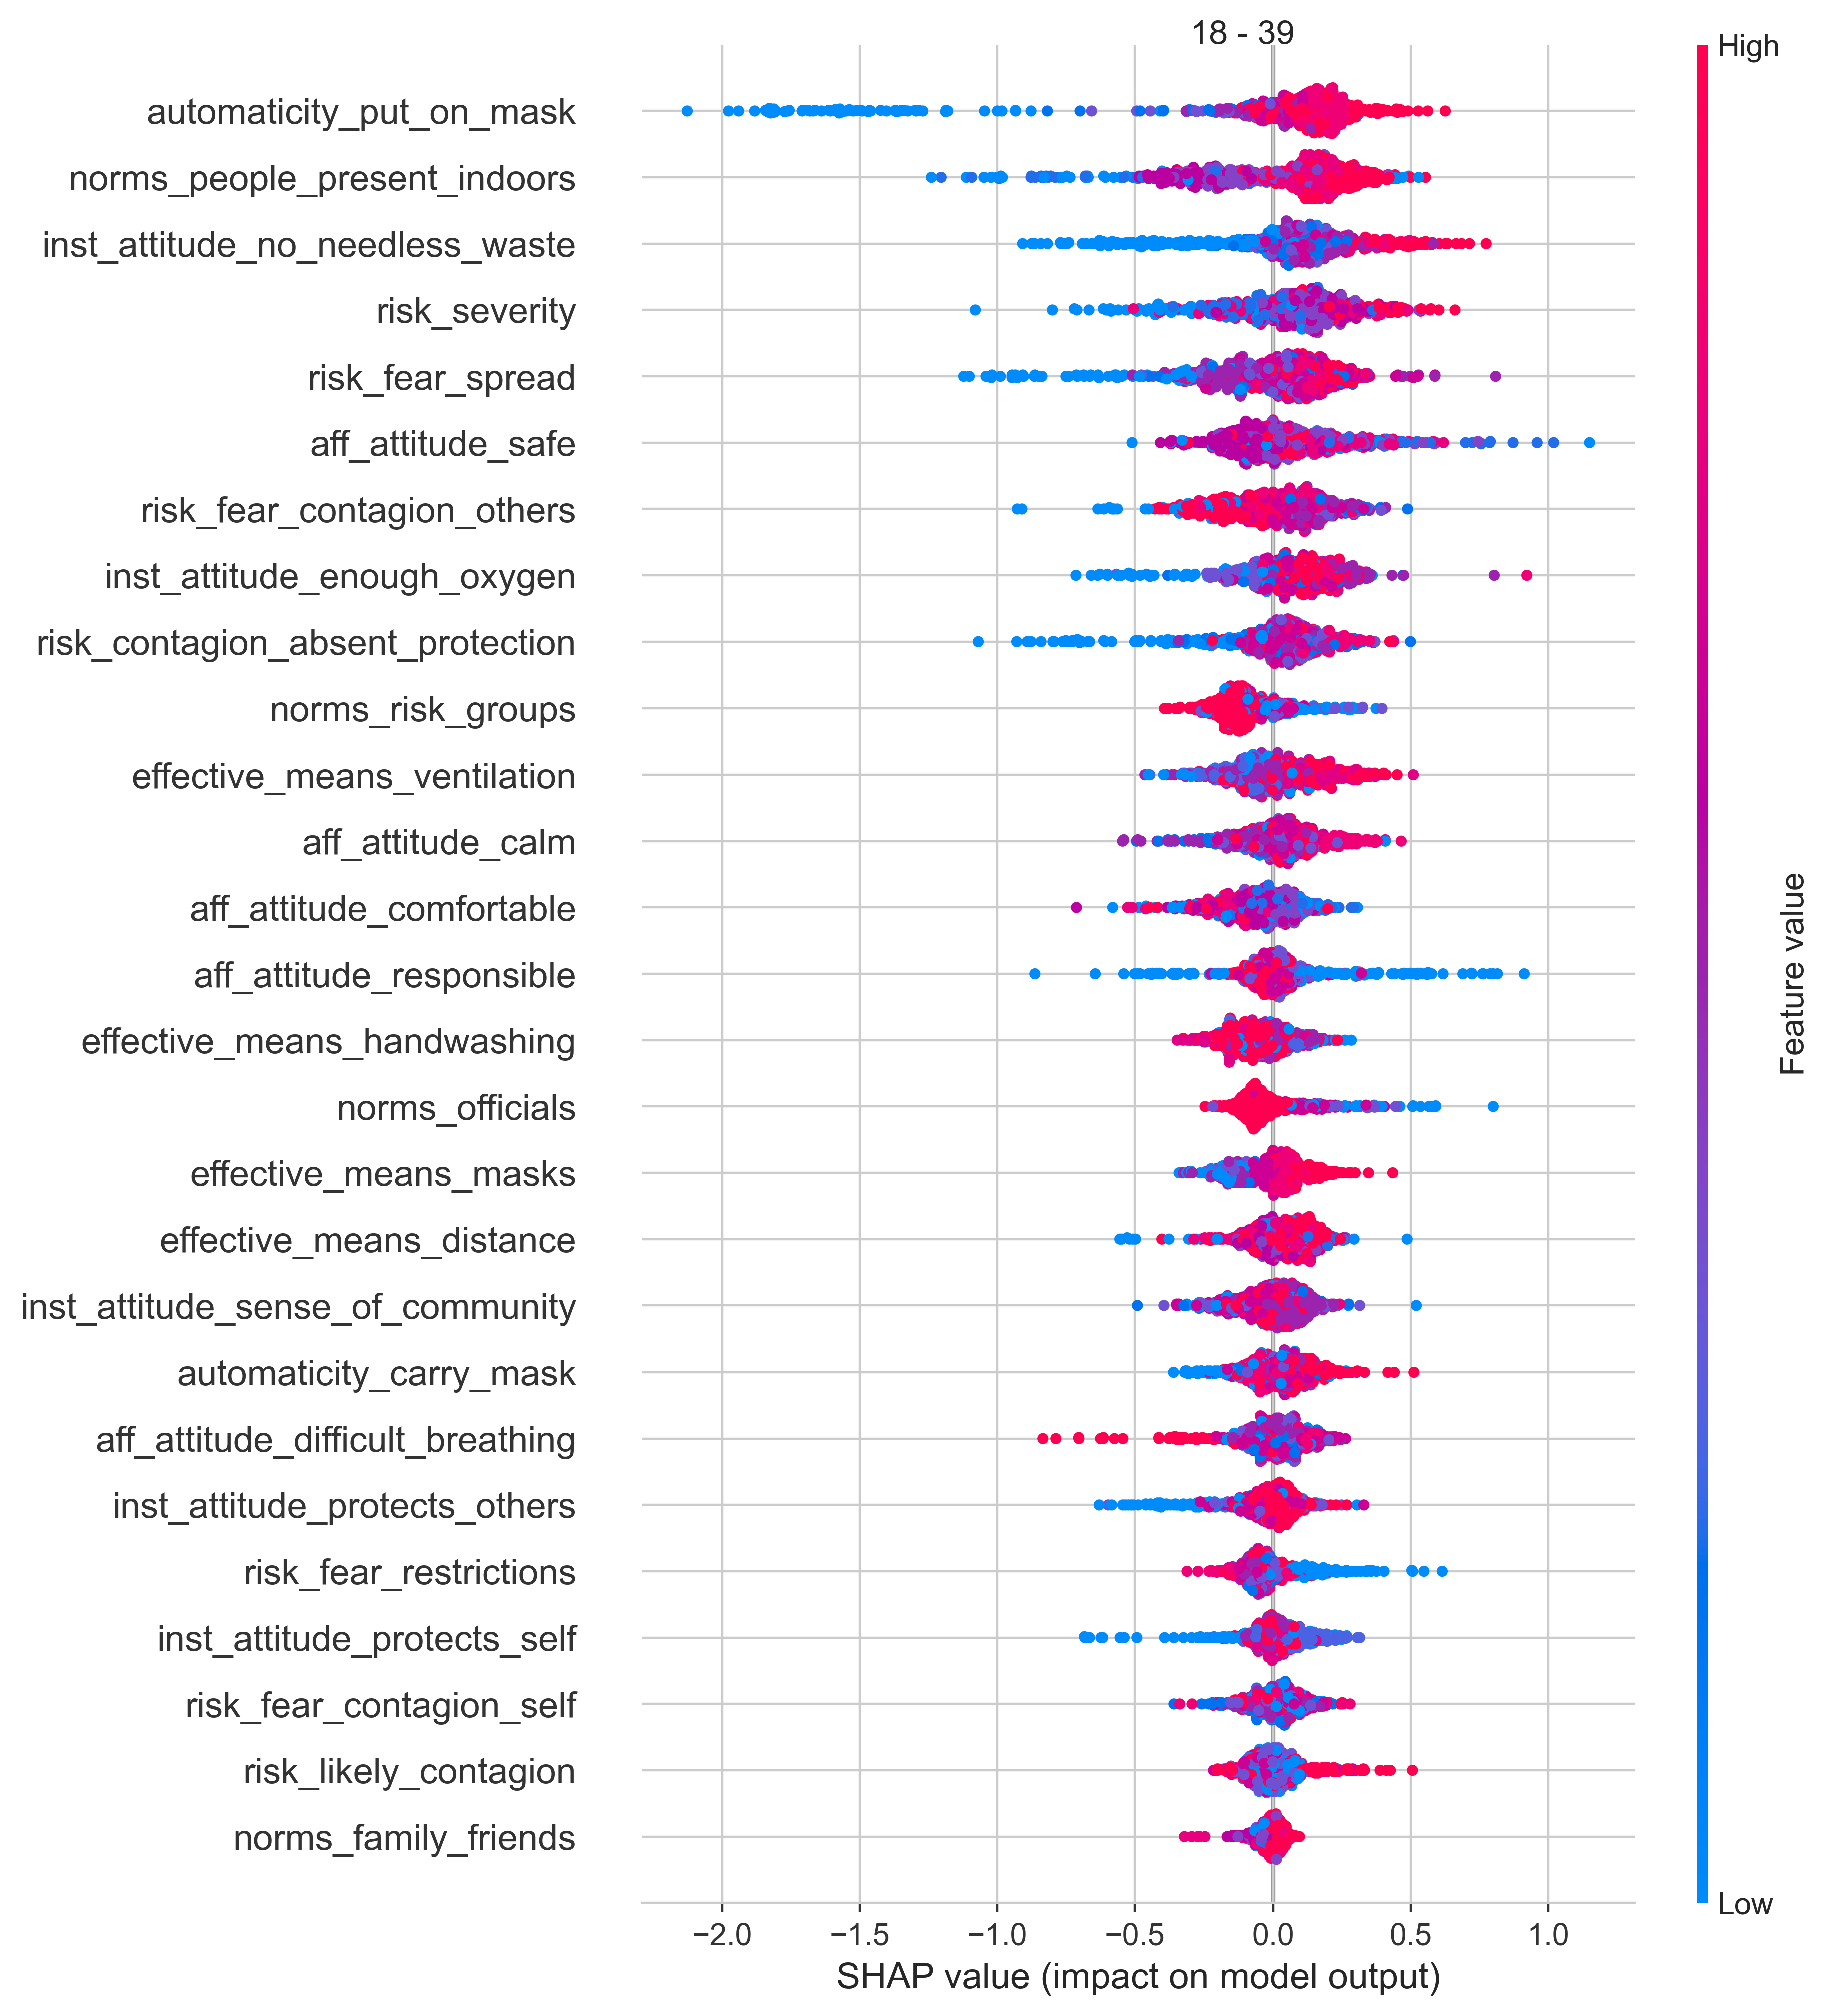 18 - 39
High
automaticity_put_on_mask
norms_people_present_indoors
inst_attitude_no_needless_waste
risk_severity
risk_fear_spread
aff_attitude_safe
risk_fear_contagion_others
inst_attitude_enough_oxygen
risk_contagion_absent_protection
norms_risk_groups
effective_means_ventilation
aff_attitude_calm
aff_attitude_comfortable
aff_attitude_responsible
effective_means_handwashing
norms_officials
effective_means_masks
effective_means_distance
inst_attitude_sense_of_community
automaticity_carry_mask
aff_attitude_difficult_breathing
inst_attitude_protects_others
risk_fear_restrictions
inst_attitude_protects_self
risk_fear_contagion_self
risk_likely_contagion
norms_family_friends
Feature value
Low
−2.0 −1.5 −1.0 −0.5 0.0 0.5 1.0
SHAP value (impact on model output)